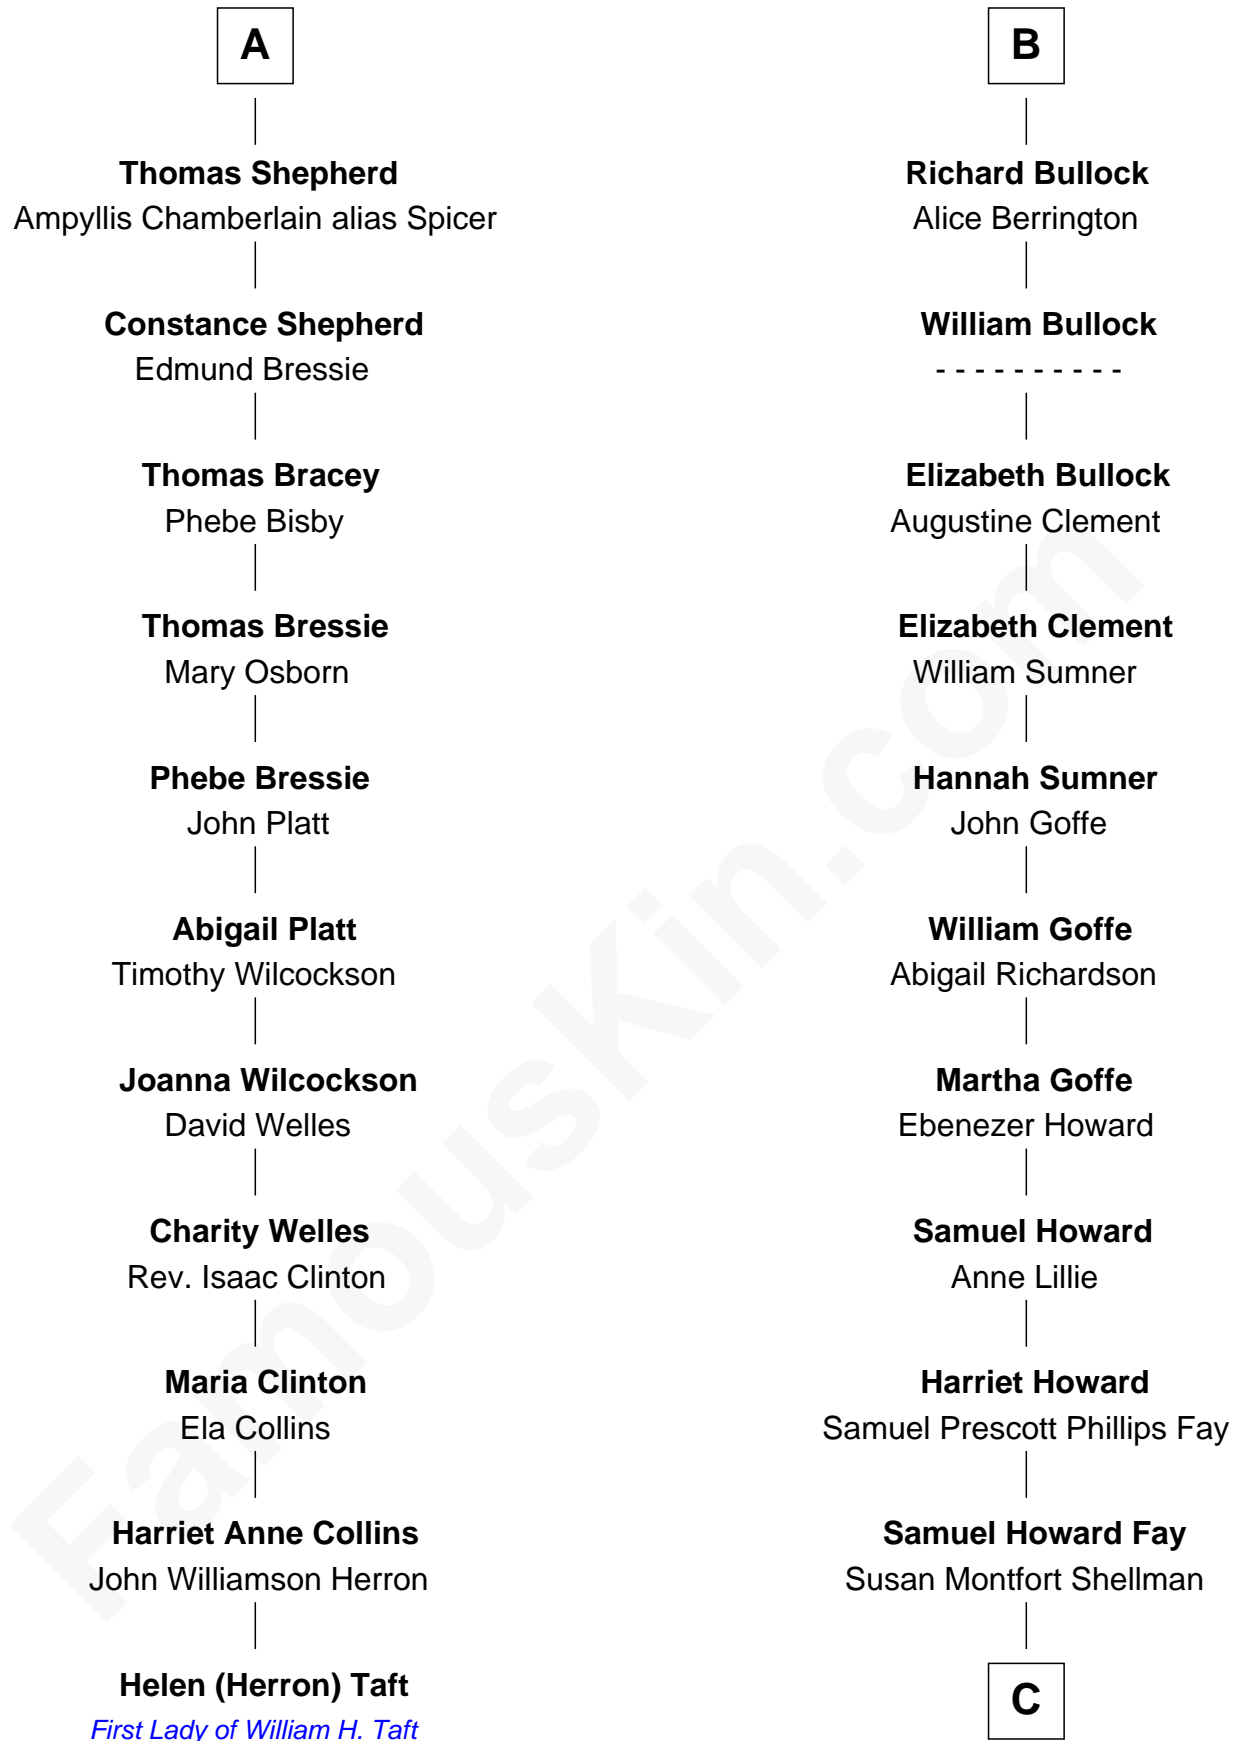 A
Thomas Shepherd
Ampyllis Chamberlain alias Spicer
Constance Shepherd
Edmund Bressie
Thomas Bracey
Phebe Bisby
Thomas Bressie
Mary Osborn
Phebe Bressie
John Platt
Abigail Platt
Timothy Wilcockson
Joanna Wilcockson
David Welles
Charity Welles
Rev. Isaac Clinton
Maria Clinton
Ela Collins
Harriet Anne Collins
John Williamson Herron
Helen (Herron) Taft
First Lady of William H. Taft
B
Richard Bullock
Alice Berrington
William Bullock
- - - - - - - - - -
Elizabeth Bullock
Augustine Clement
Elizabeth Clement
William Sumner
Hannah Sumner
John Goffe
William Goffe
Abigail Richardson
Martha Goffe
Ebenezer Howard
Samuel Howard
Anne Lillie
Harriet Howard
Samuel Prescott Phillips Fay
Samuel Howard Fay
Susan Montfort Shellman
C
FamousKin.com